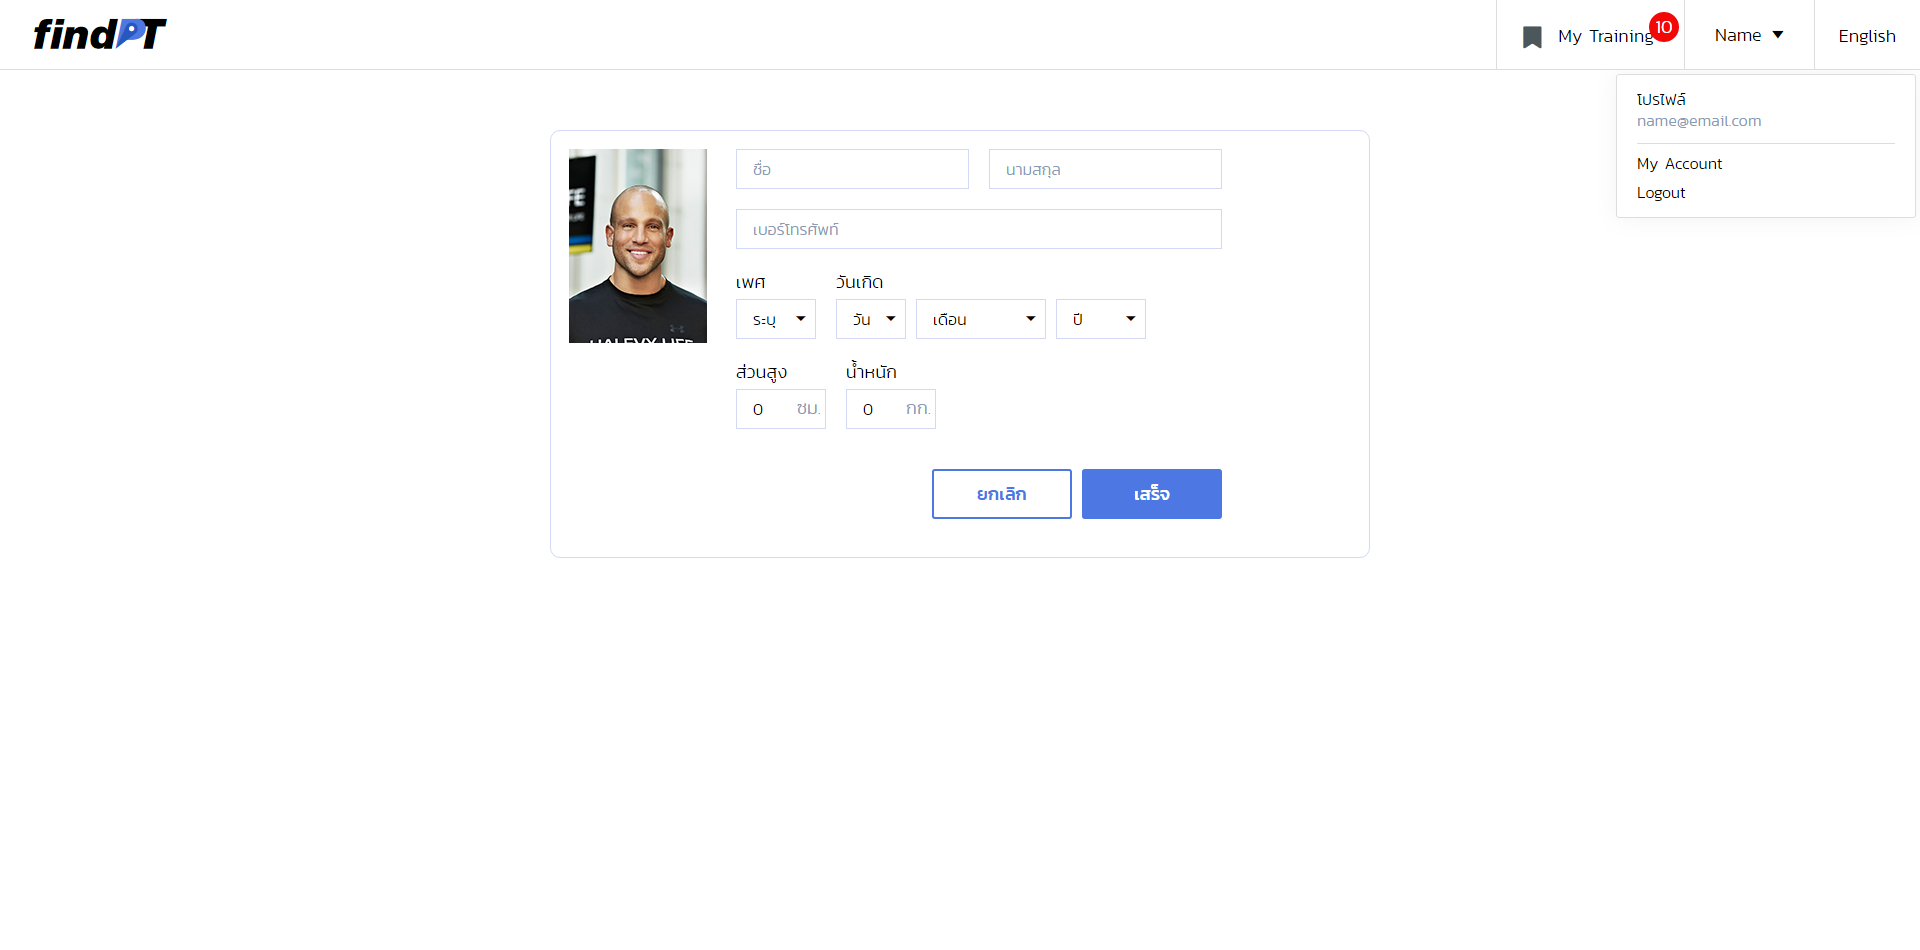 findPT
My Training 10
Name
English
โปรไฟล์
name@email.com
My Account
Logout
ชื่อ
นามสกุล
เบอร์โทรศัพท์
เพศ
วันเกิด
ระบุ
วัน
เดือน
ปี
ส่วนสูง
น้ำหนัก
0 ซม.
0 กก.
ยกเลิก
เสร็จ